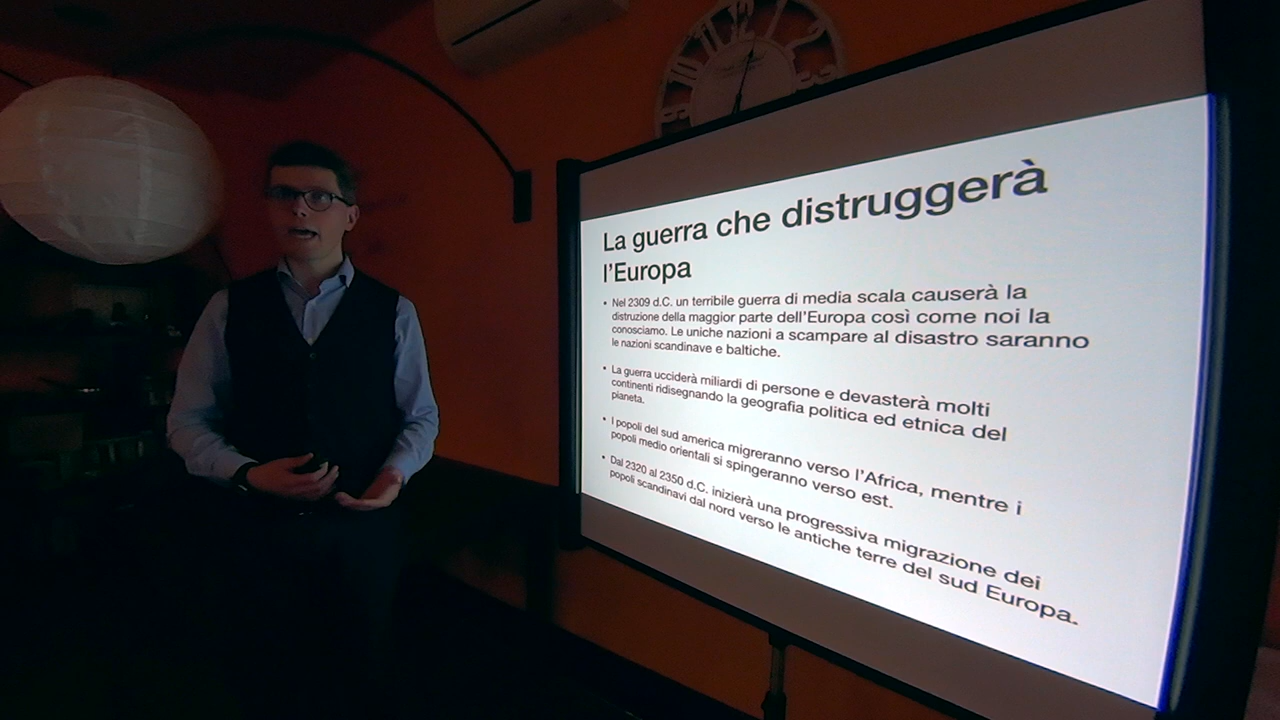 La guerra che distruggerà
l'Europa
• Nel 2309 d.C. un terribile guerra di media scala causerà la
distruzione della maggior parte dell'Europa così come noi la
conosciamo. Le uniche nazioni a scampare al disastro saranno
le nazioni scandinave e baltiche.
• La guerra ucciderà miliardi di persone e devasterà molti
continenti ridisegnando la geografia politica ed etnica del
pianeta.
• I popoli del sud america migreranno verso l'Africa, mentre i
popoli medio orientali si spingeranno verso est.
• Dal 2320 al 2350 d.C. inizierà una progressiva migrazione dei
popoli scandinavi dal nord verso le antiche terre del sud Europa.